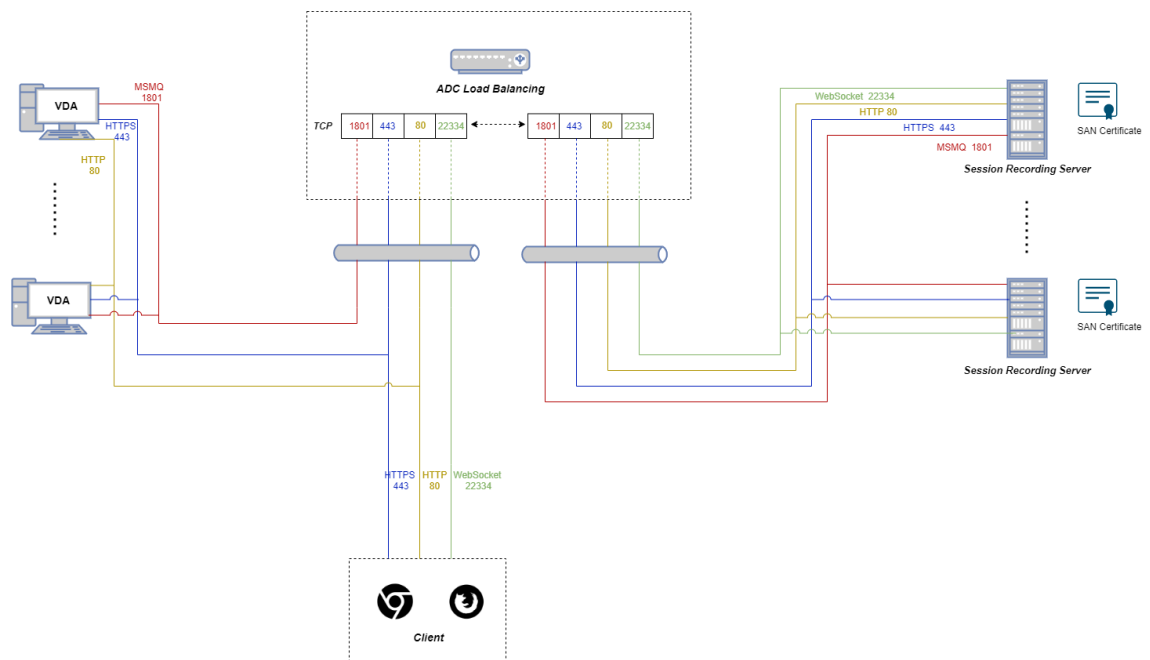 ADC Load Balancing
TCP
1801 443 80 22334
1801 443 80 22334
VDA
MSMQ
1801
HTTPS
443
HTTP
80
VDA
WebSocket 22334
HTTP 80
HTTPS 443
MSMQ 1801
SAN Certificate
Session Recording Server
SAN Certificate
Session Recording Server
HTTPS
443
HTTP
80
WebSocket
22334
Client